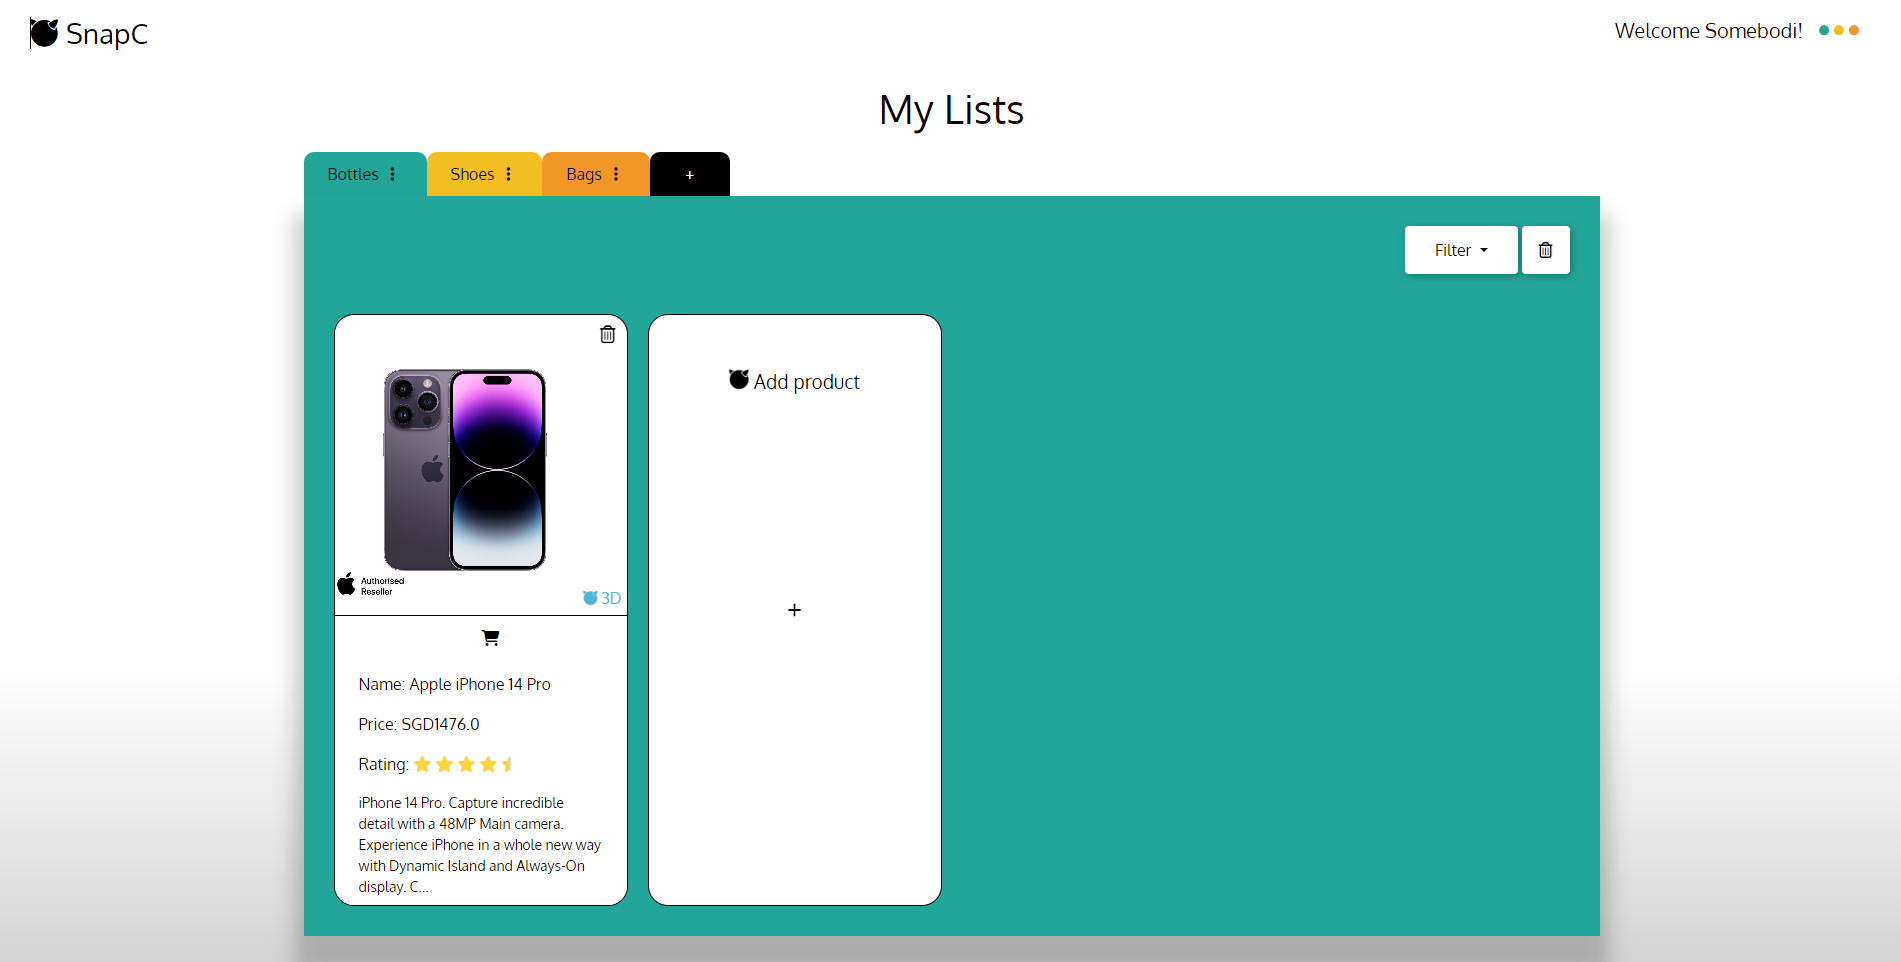 SnapC
Welcome Somebodi!
My Lists
Bottles
Shoes
Bags
+
Filter
Authorised
Reseller
3D
Name: Apple iPhone 14 Pro
Price: SGD1476.0
Rating:
iPhone 14 Pro. Capture incredible
detail with a 48MP Main camera.
Experience iPhone in a whole new way
with Dynamic Island and Always-On
display. C...
Add product
+